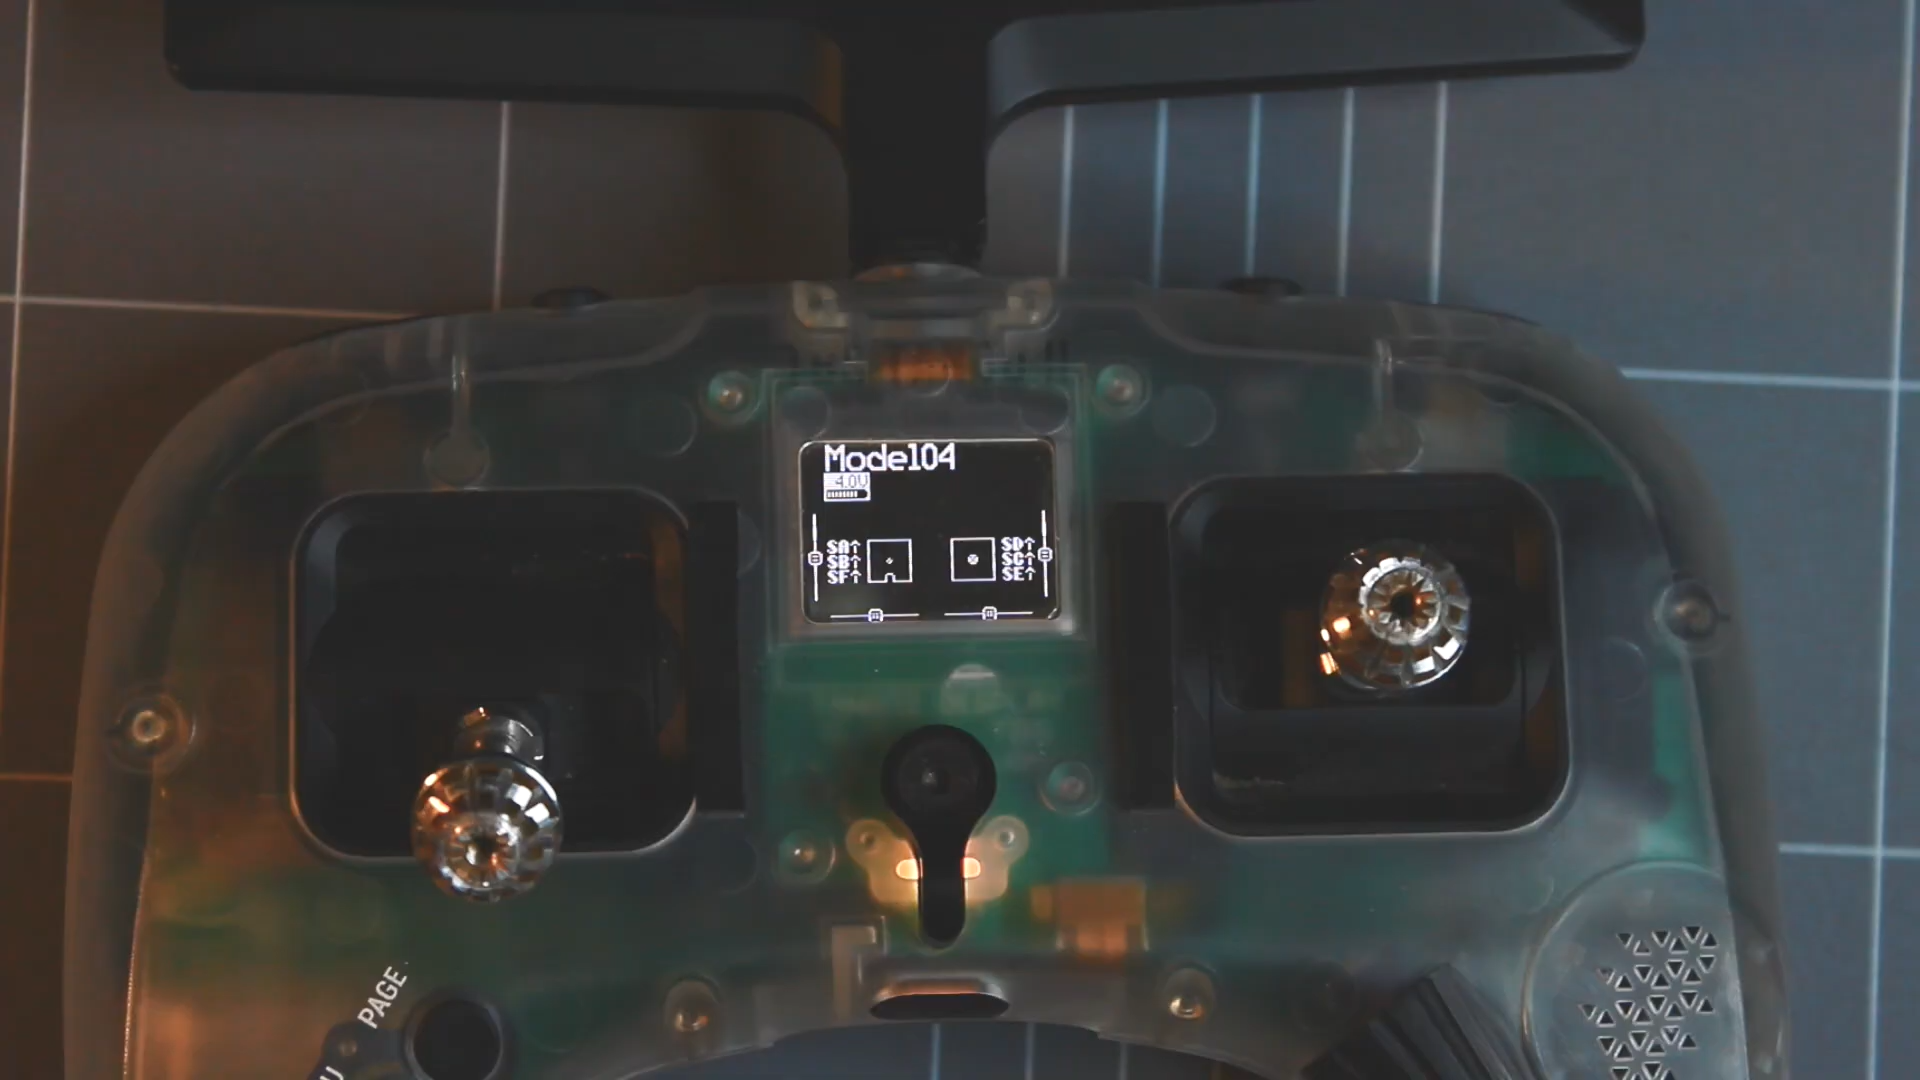 Model04
4.0V
SA↑ SD↑
SB↑ SC↑
SF↑ SE↑
PAGE